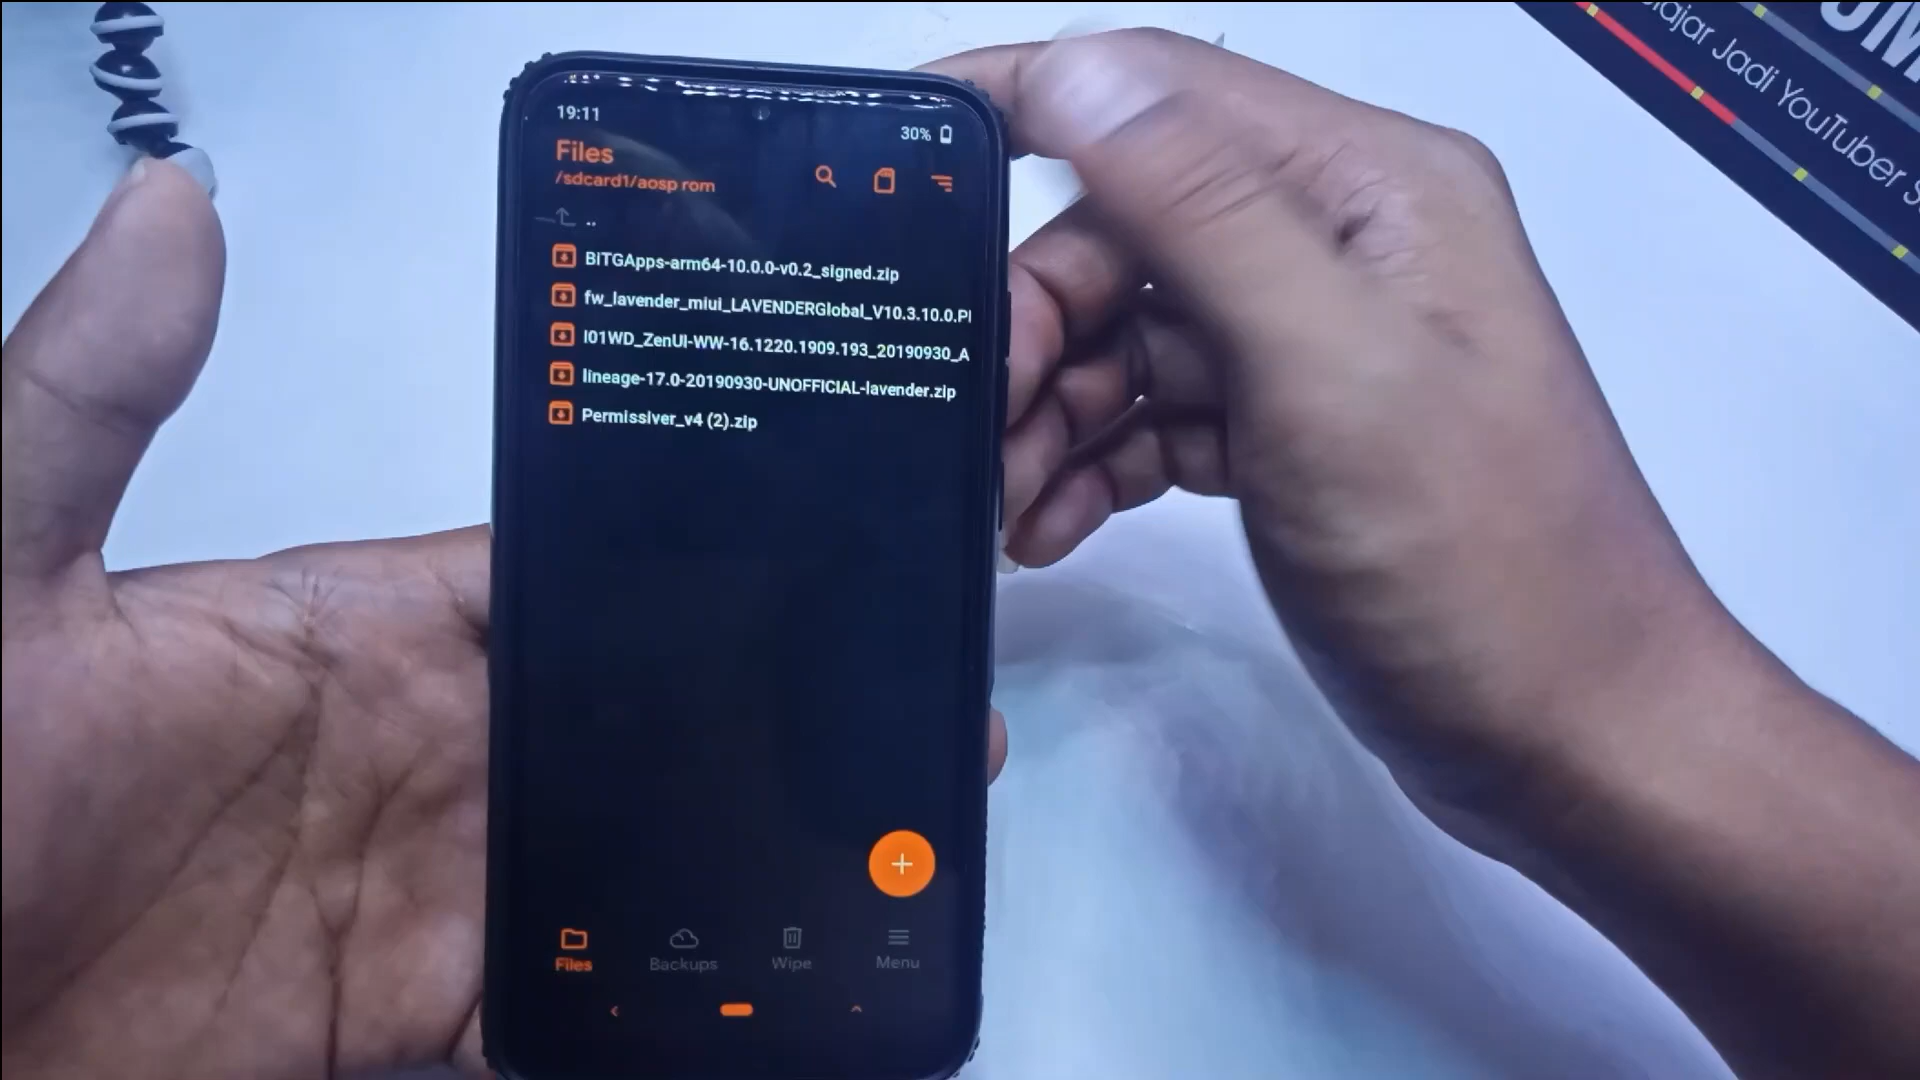 19:11
30%
Files
/sdcard1/aosp rom
..
BiTGApps-arm64-10.0.0-v0.2_signed.zip
fw_lavender_miui_LAVENDERGlobal_V10.3.10.0.
I01WD_ZenUI-WW-16.1220.1909.193_20190930_A
lineage-17.0-20190930-UNOFFICIAL-lavender.zip
Permissiver_v4 (2).zip
Files
Backups
Wipe
Menu
Jadi YouTuber